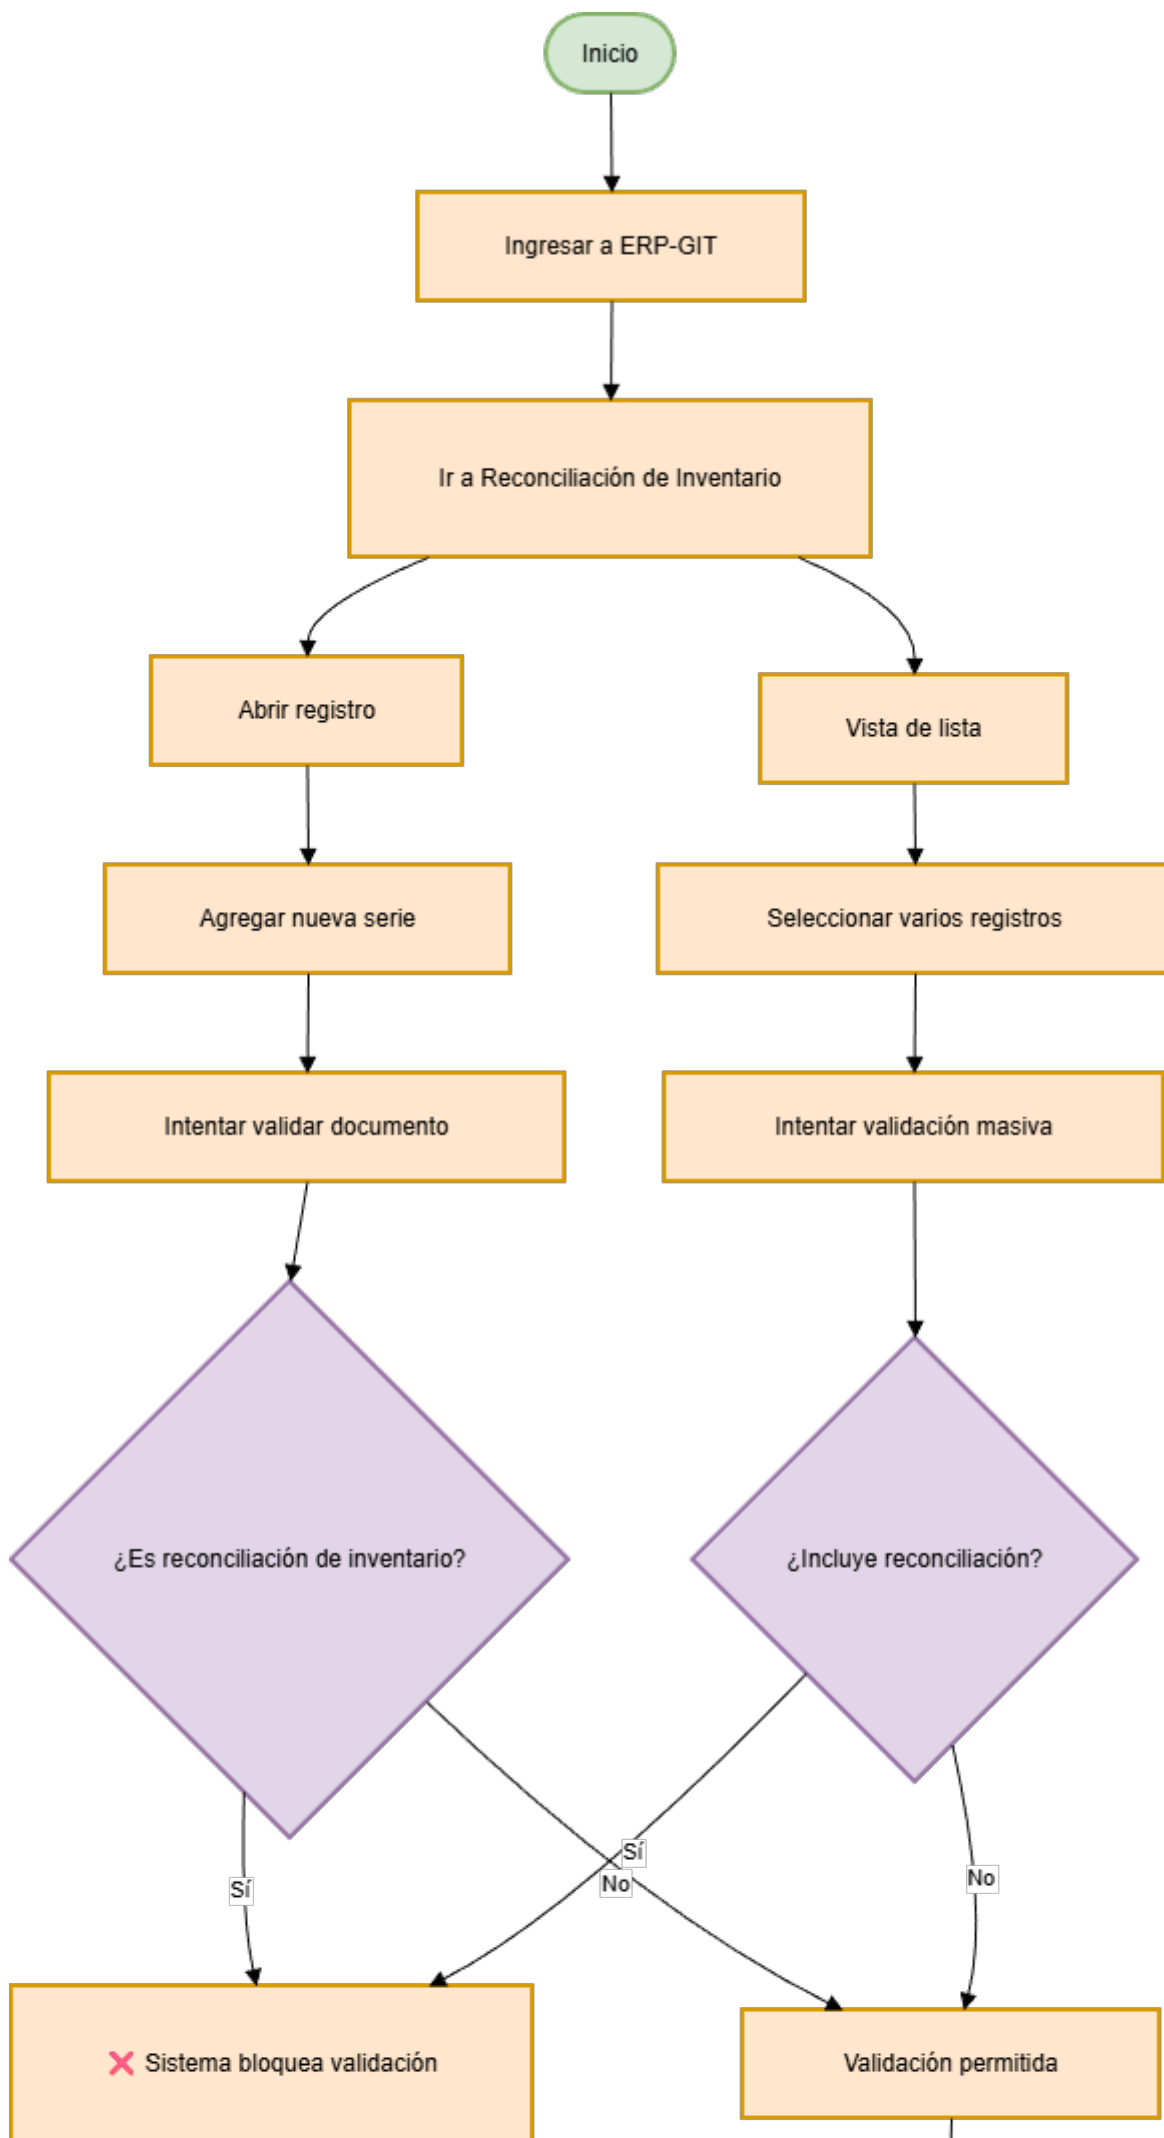 Inicio
Ingresar a ERP-GIT
Ir a Reconciliación de Inventario
Abrir registro
Vista de lista
Agregar nueva serie
Seleccionar varios registros
Intentar validar documento
Intentar validación masiva
¿Es reconciliación de inventario?
¿Incluye reconciliación?
Sí
No
Sí
No
❌ Sistema bloquea validación
Validación permitida